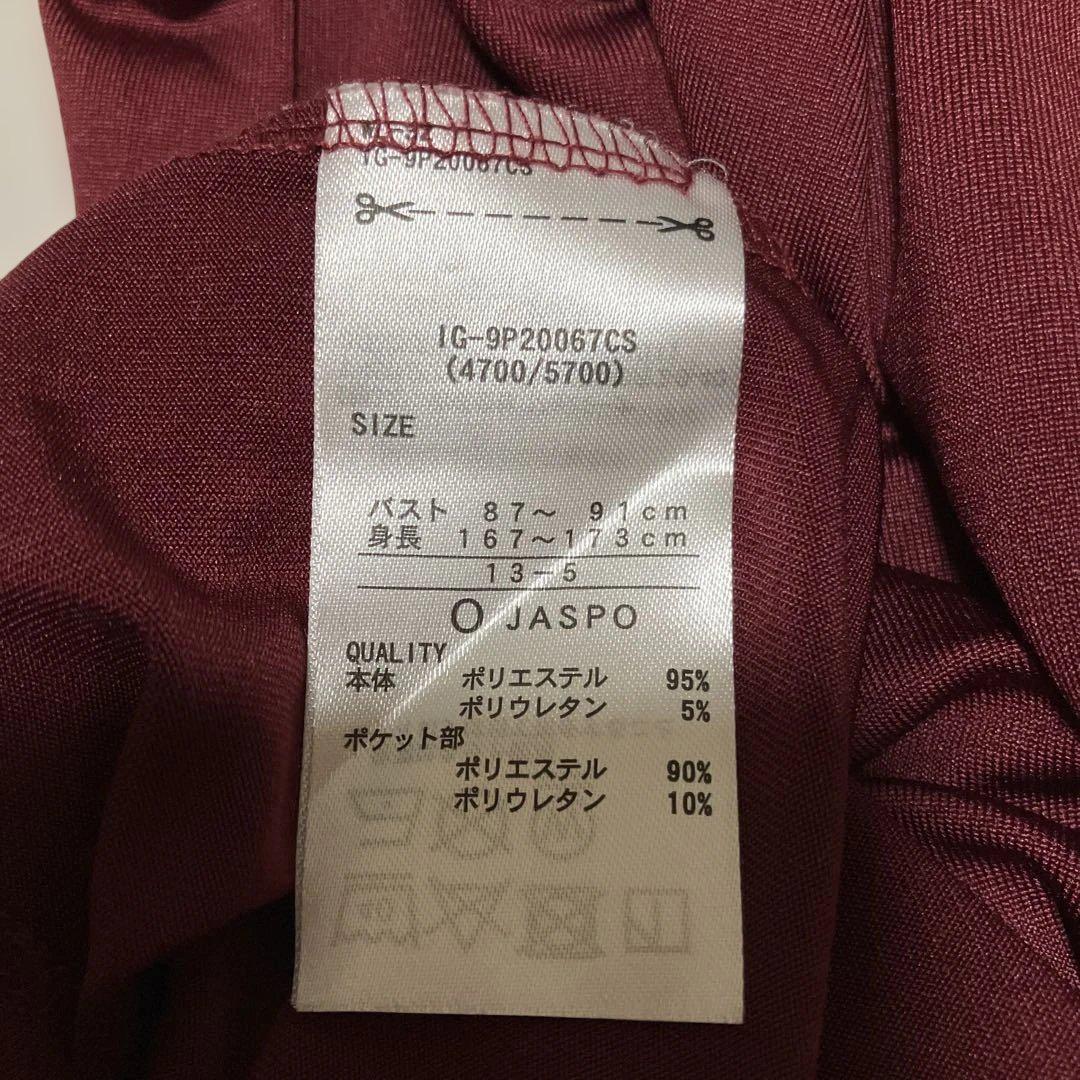 IG-9P20067CS
IG-9P20067CS
(4700/5700)
SIZE
バスト 87～ 91cm
身長 167～173cm
13-5
O JASPO
QUALITY
本体 ポリエステル 95%
ポリウレタン 5%
ポケット部
ポリエステル 90%
ポリウレタン 10%